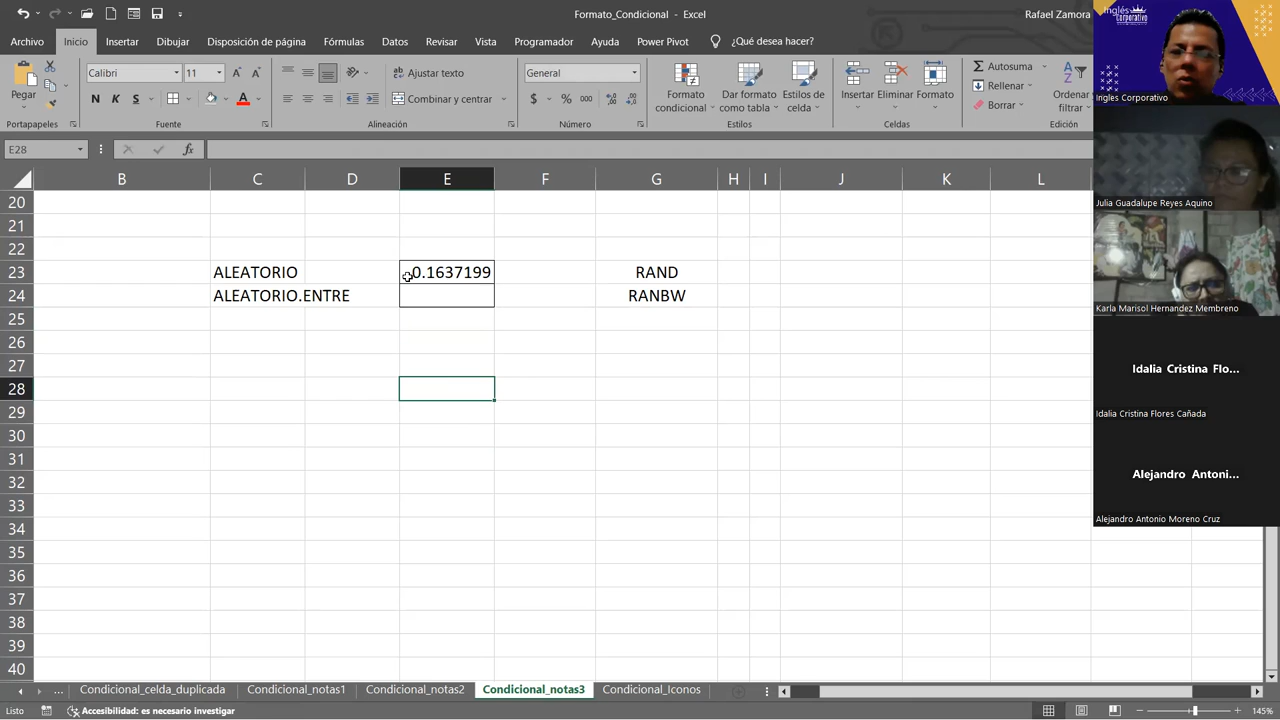 Formato_Condicional - Excel
Rafael Zamora
Archivo Inicio Insertar Dibujar Disposición de página Fórmulas Datos Revisar Vista Programador Ayuda Power Pivot ¿Qué desea hacer?
Pegar
Calibri 11
N K S
Ajustar texto
Combinar y centrar
General
$ % 000
Formato condicional
Dar formato como tabla
Estilos de celda
Insertar Eliminar Formato
Autosuma
Rellenar
Borrar
Ordenar
filtrar
Portapapeles Fuente Alineación Número Estilos Celdas Edición
E28 fx
B C D E F G H I J K L
20
21
22
23 ALEATORIO 0.1637199 RAND
24 ALEATORIO.ENTRE RANBW
25
26
27
28
29
30
31
32
33
34
35
36
37
38
39
40
... Condicional_celda_duplicada Condicional_notas1 Condicional_notas2 Condicional_notas3 Condicional_Iconos
Listo Accesibilidad: es necesario investigar 145%
Inglés
Corporativo
Ingles Corporativo
Julia Guadalupe Reyes Aquino
Karla Marisol Hernandez Membreno
Idalia Cristina Flo...
Idalia Cristina Flores Cañada
Alejandro Antoni...
Alejandro Antonio Moreno Cruz